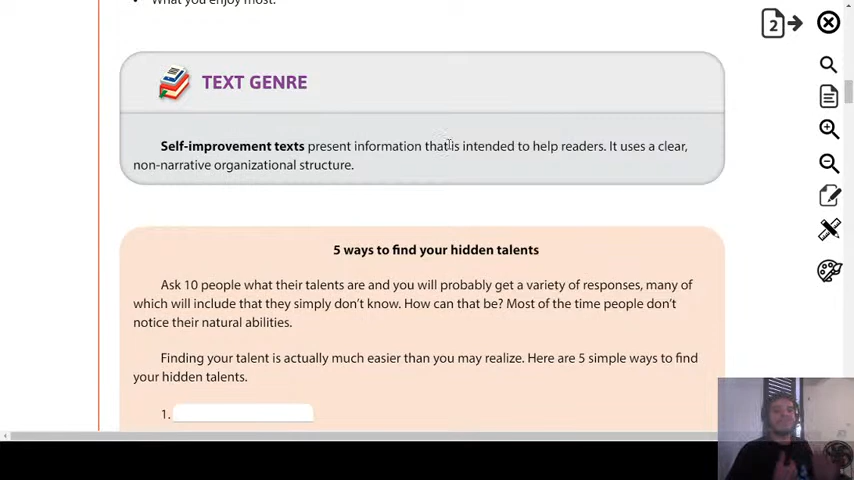 What you enjoy most.
2
TEXT GENRE
Self-improvement texts present information that is intended to help readers. It uses a clear,
non-narrative organizational structure.
5 ways to find your hidden talents
Ask 10 people what their talents are and you will probably get a variety of responses, many of
which will include that they simply don't know. How can that be? Most of the time people don't
notice their natural abilities.
Finding your talent is actually much easier than you may realize. Here are 5 simple ways to find
your hidden talents.
1.